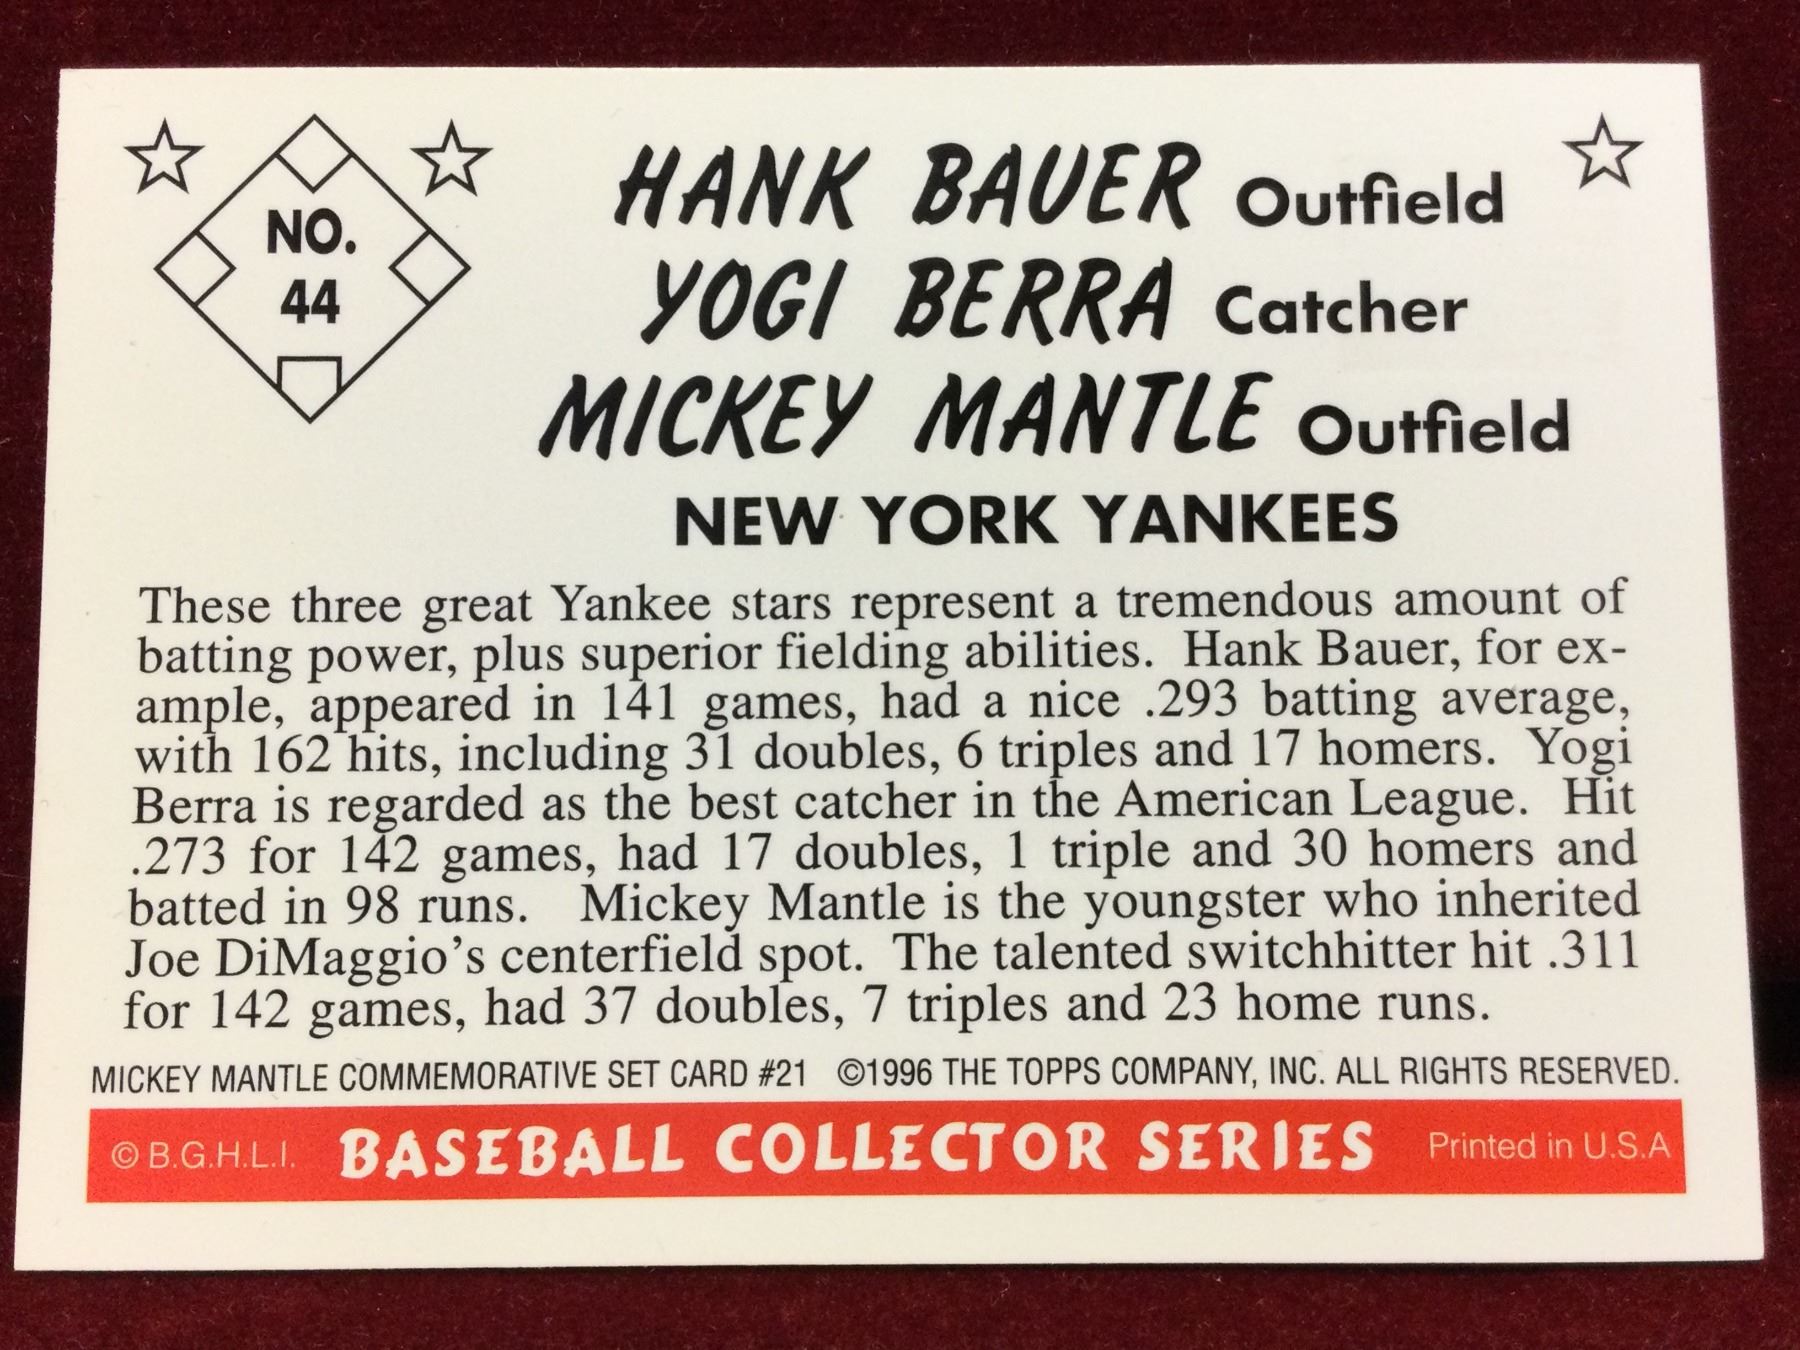 NO.
44
HANK BAUER Outfield
YOGI BERRA Catcher
MICKEY MANTLE Outfield
NEW YORK YANKEES
These three great Yankee stars represent a tremendous amount of
batting power, plus superior fielding abilities. Hank Bauer, for ex-
ample, appeared in 141 games, had a nice .293 batting average,
with 162 hits, including 31 doubles, 6 triples and 17 homers. Yogi
Berra is regarded as the best catcher in the American League. Hit
.273 for 142 games, had 17 doubles, 1 triple and 30 homers and
batted in 98 runs. Mickey Mantle is the youngster who inherited
Joe DiMaggio's centerfield spot. The talented switchhitter hit .311
for 142 games, had 37 doubles, 7 triples and 23 home runs.
MICKEY MANTLE COMMEMORATIVE SET CARD #21 ©1996 THE TOPPS COMPANY, INC. ALL RIGHTS RESERVED.
© B.G.H.L.I. BASEBALL COLLECTOR SERIES Printed in U.S.A